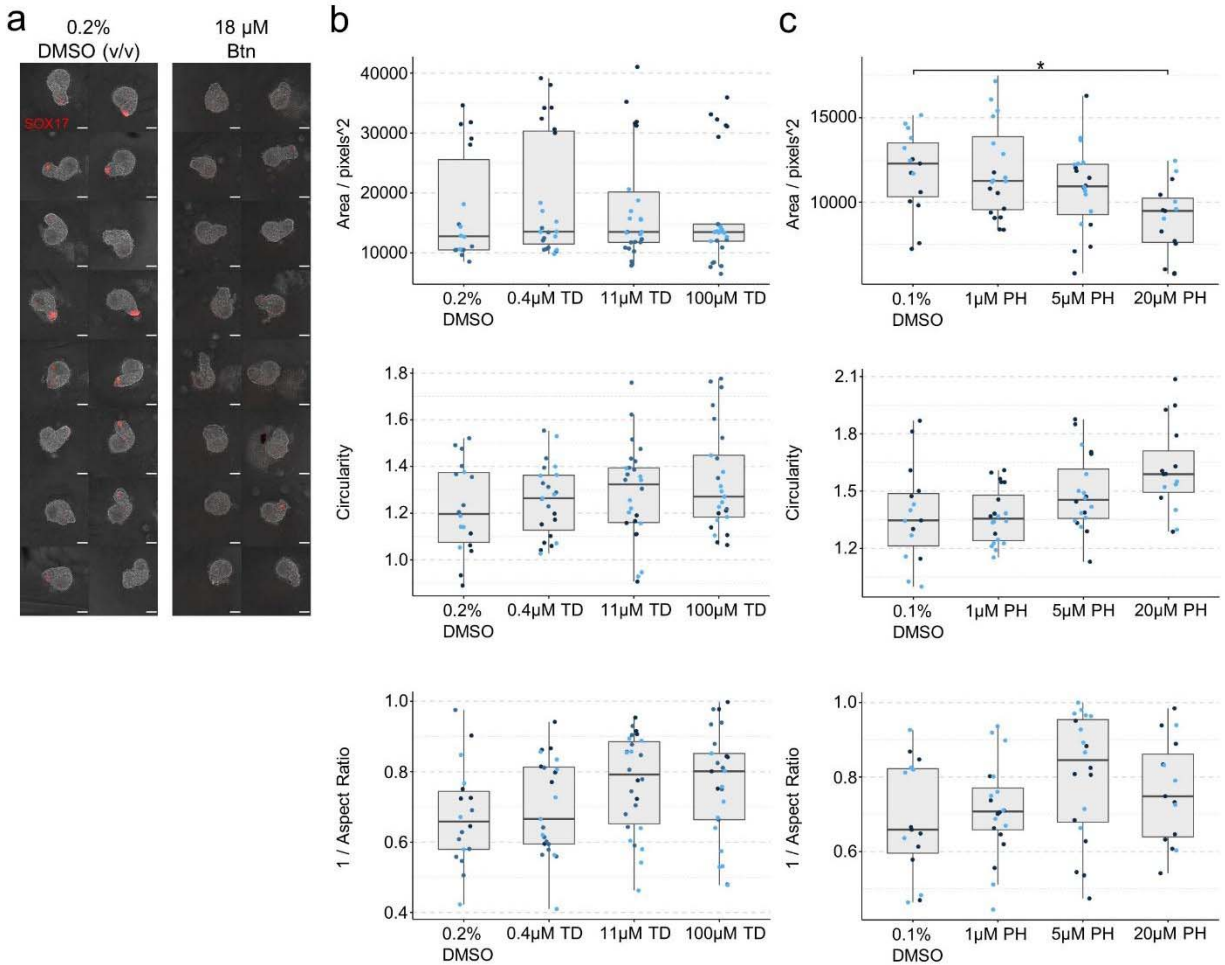 a
0.2%
DMSO (v/v)
18 µM
Btn
SOX17
b
Area / pixels^2
40000
30000
20000
10000
0.2%
DMSO
0.4µM TD
11µM TD
100µM TD
Circularity
1.8
1.6
1.4
1.2
1.0
0.2%
DMSO
0.4µM TD
11µM TD
100µM TD
1 / Aspect Ratio
1.0
0.8
0.6
0.4
0.2%
DMSO
0.4µM TD
11µM TD
100µM TD
c
*
Area / pixels^2
15000
10000
0.1%
DMSO
1µM PH
5µM PH
20µM PH
Circularity
2.1
1.8
1.5
1.2
0.1%
DMSO
1µM PH
5µM PH
20µM PH
1 / Aspect Ratio
1.0
0.8
0.6
0.1%
DMSO
1µM PH
5µM PH
20µM PH